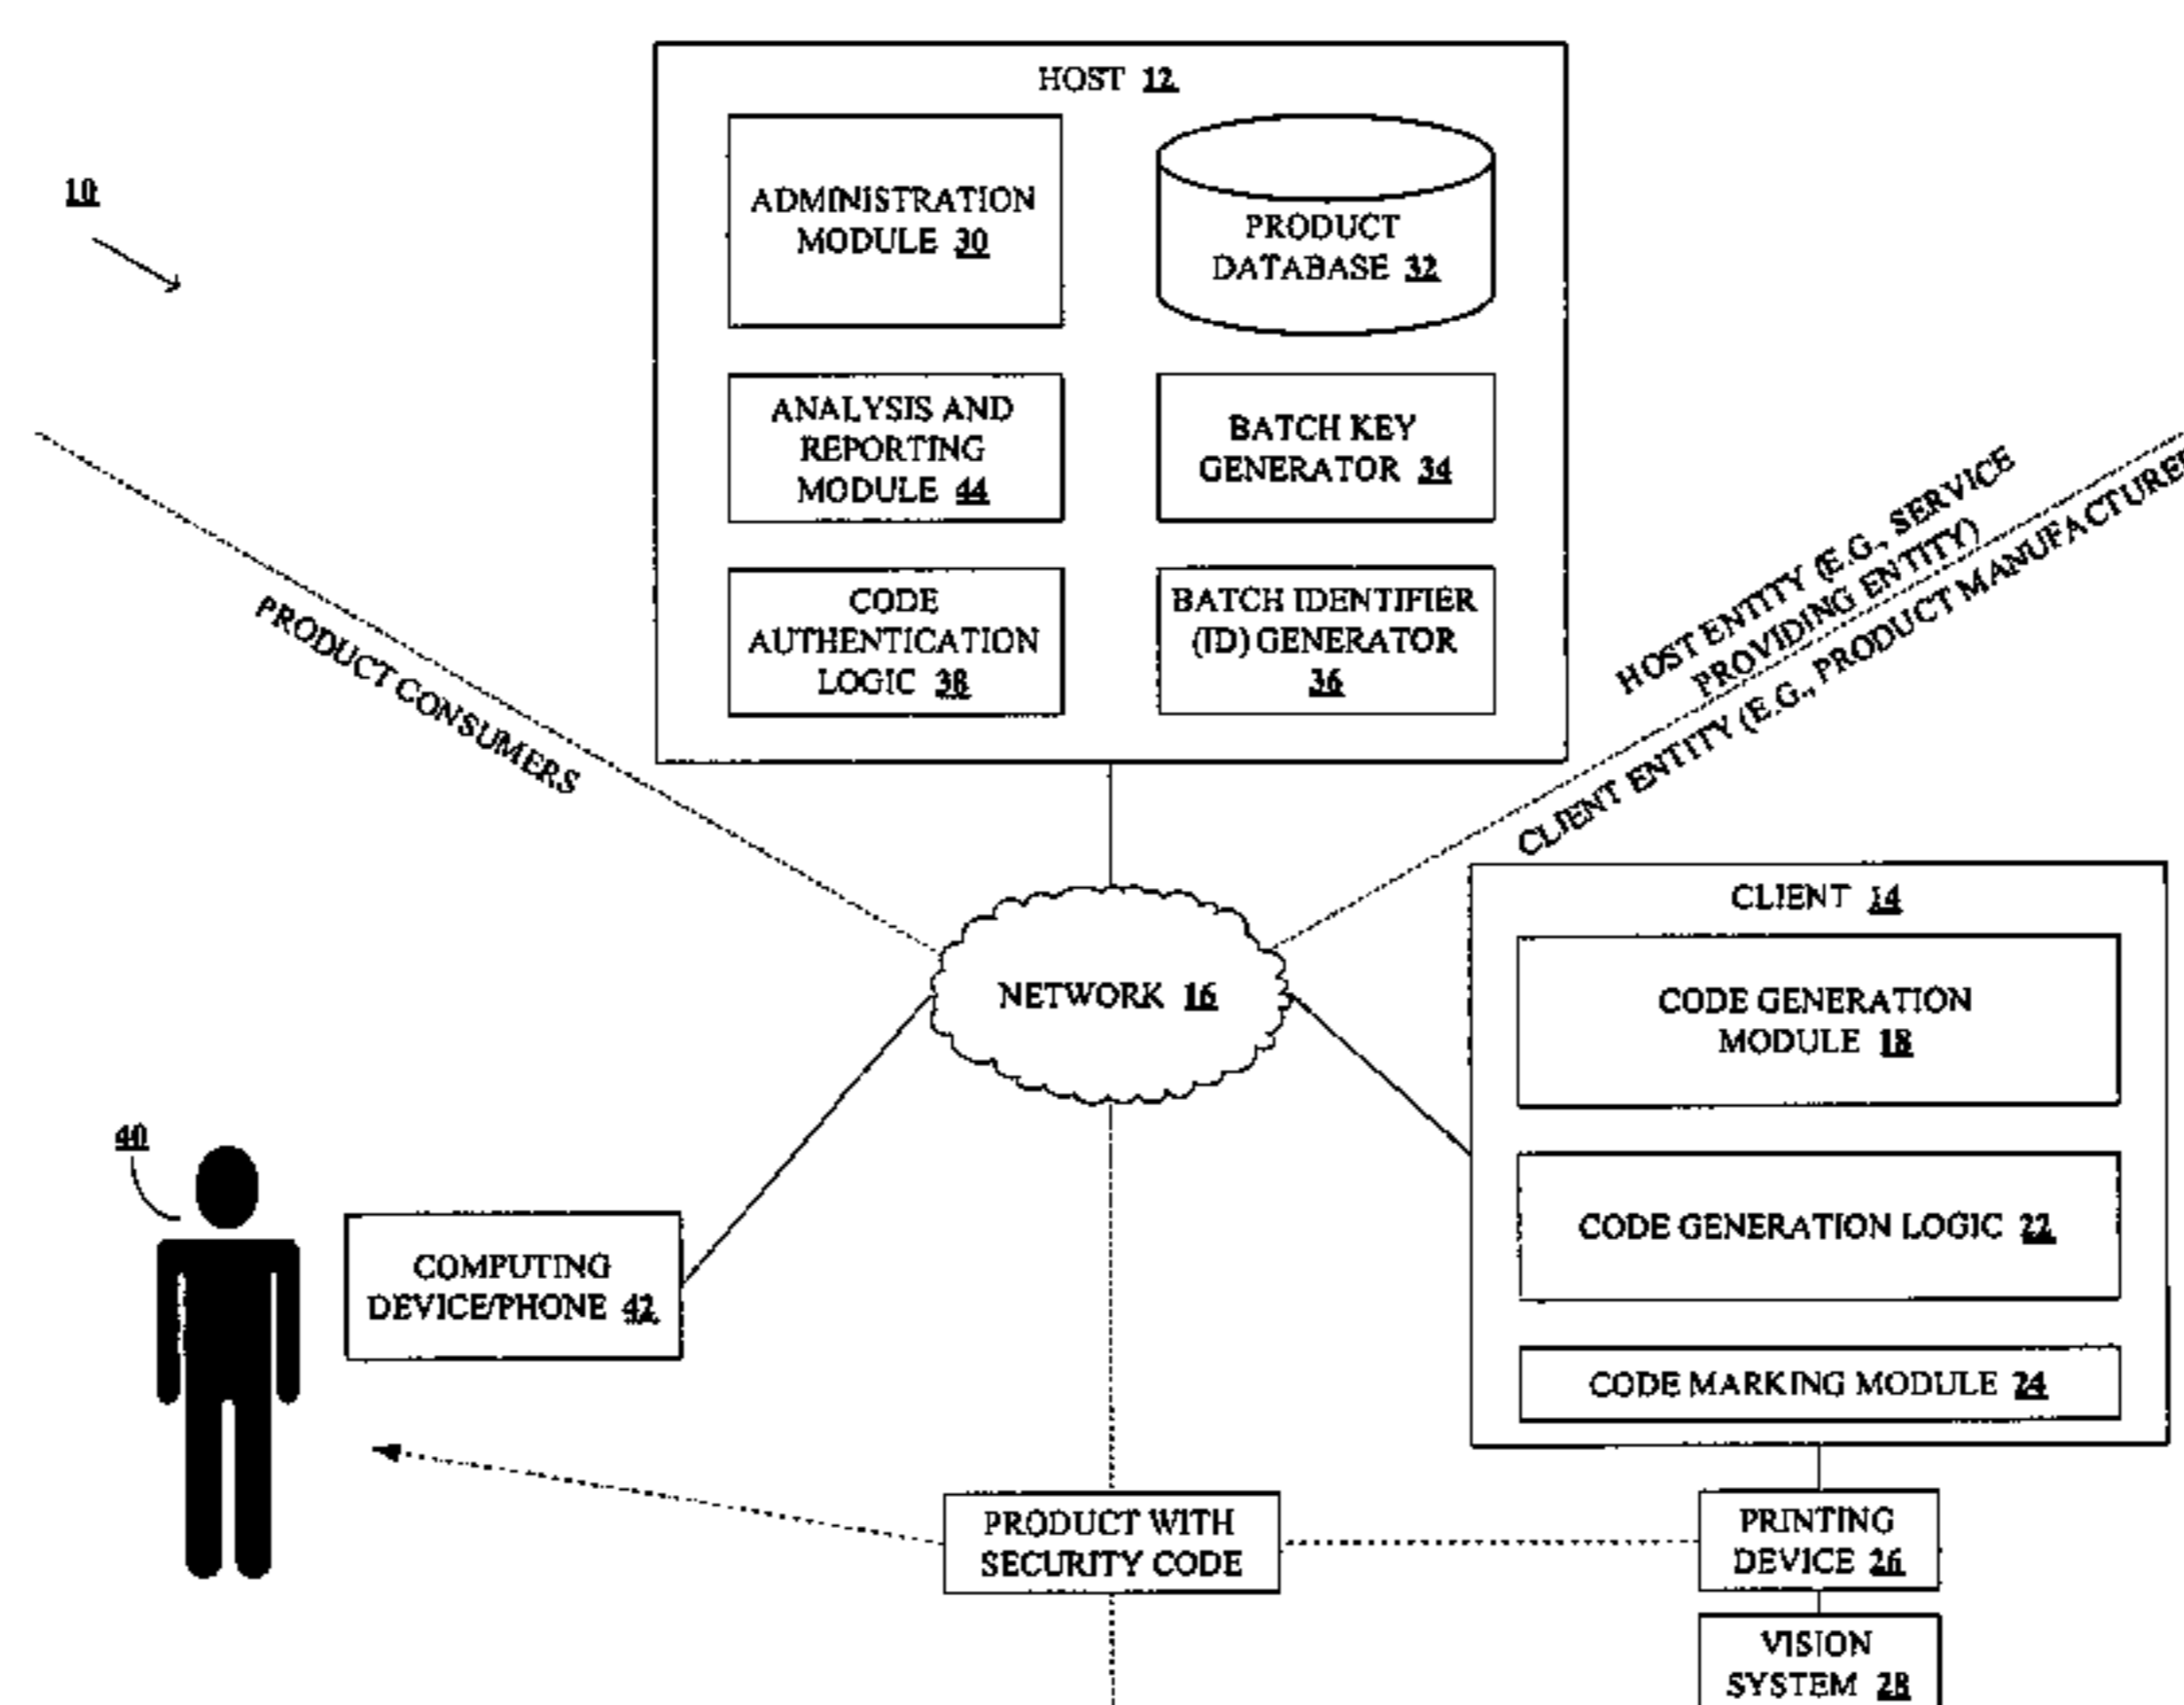 HOST 12
10
ADMINISTRATION
MODULE 30
PRODUCT
DATABASE 32
ANALYSIS AND
REPORTING
MODULE 44
BATCH KEY
GENERATOR 34
CODE
AUTHENTICATION
LOGIC 38
BATCH IDENTIFIER
(ID) GENERATOR
36
PRODUCT CONSUMERS
HOST ENTITY (E.G., SERVICE
PROVIDING ENTITY)
CLIENT ENTITY (E.G., PRODUCT MANUFACTURER
NETWORK 16
CLIENT 14
CODE GENERATION
MODULE 18
CODE GENERATION LOGIC 22
CODE MARKING MODULE 24
40
COMPUTING
DEVICE/PHONE 42
PRODUCT WITH
SECURITY CODE
PRINTING
DEVICE 26
VISION
SYSTEM 28